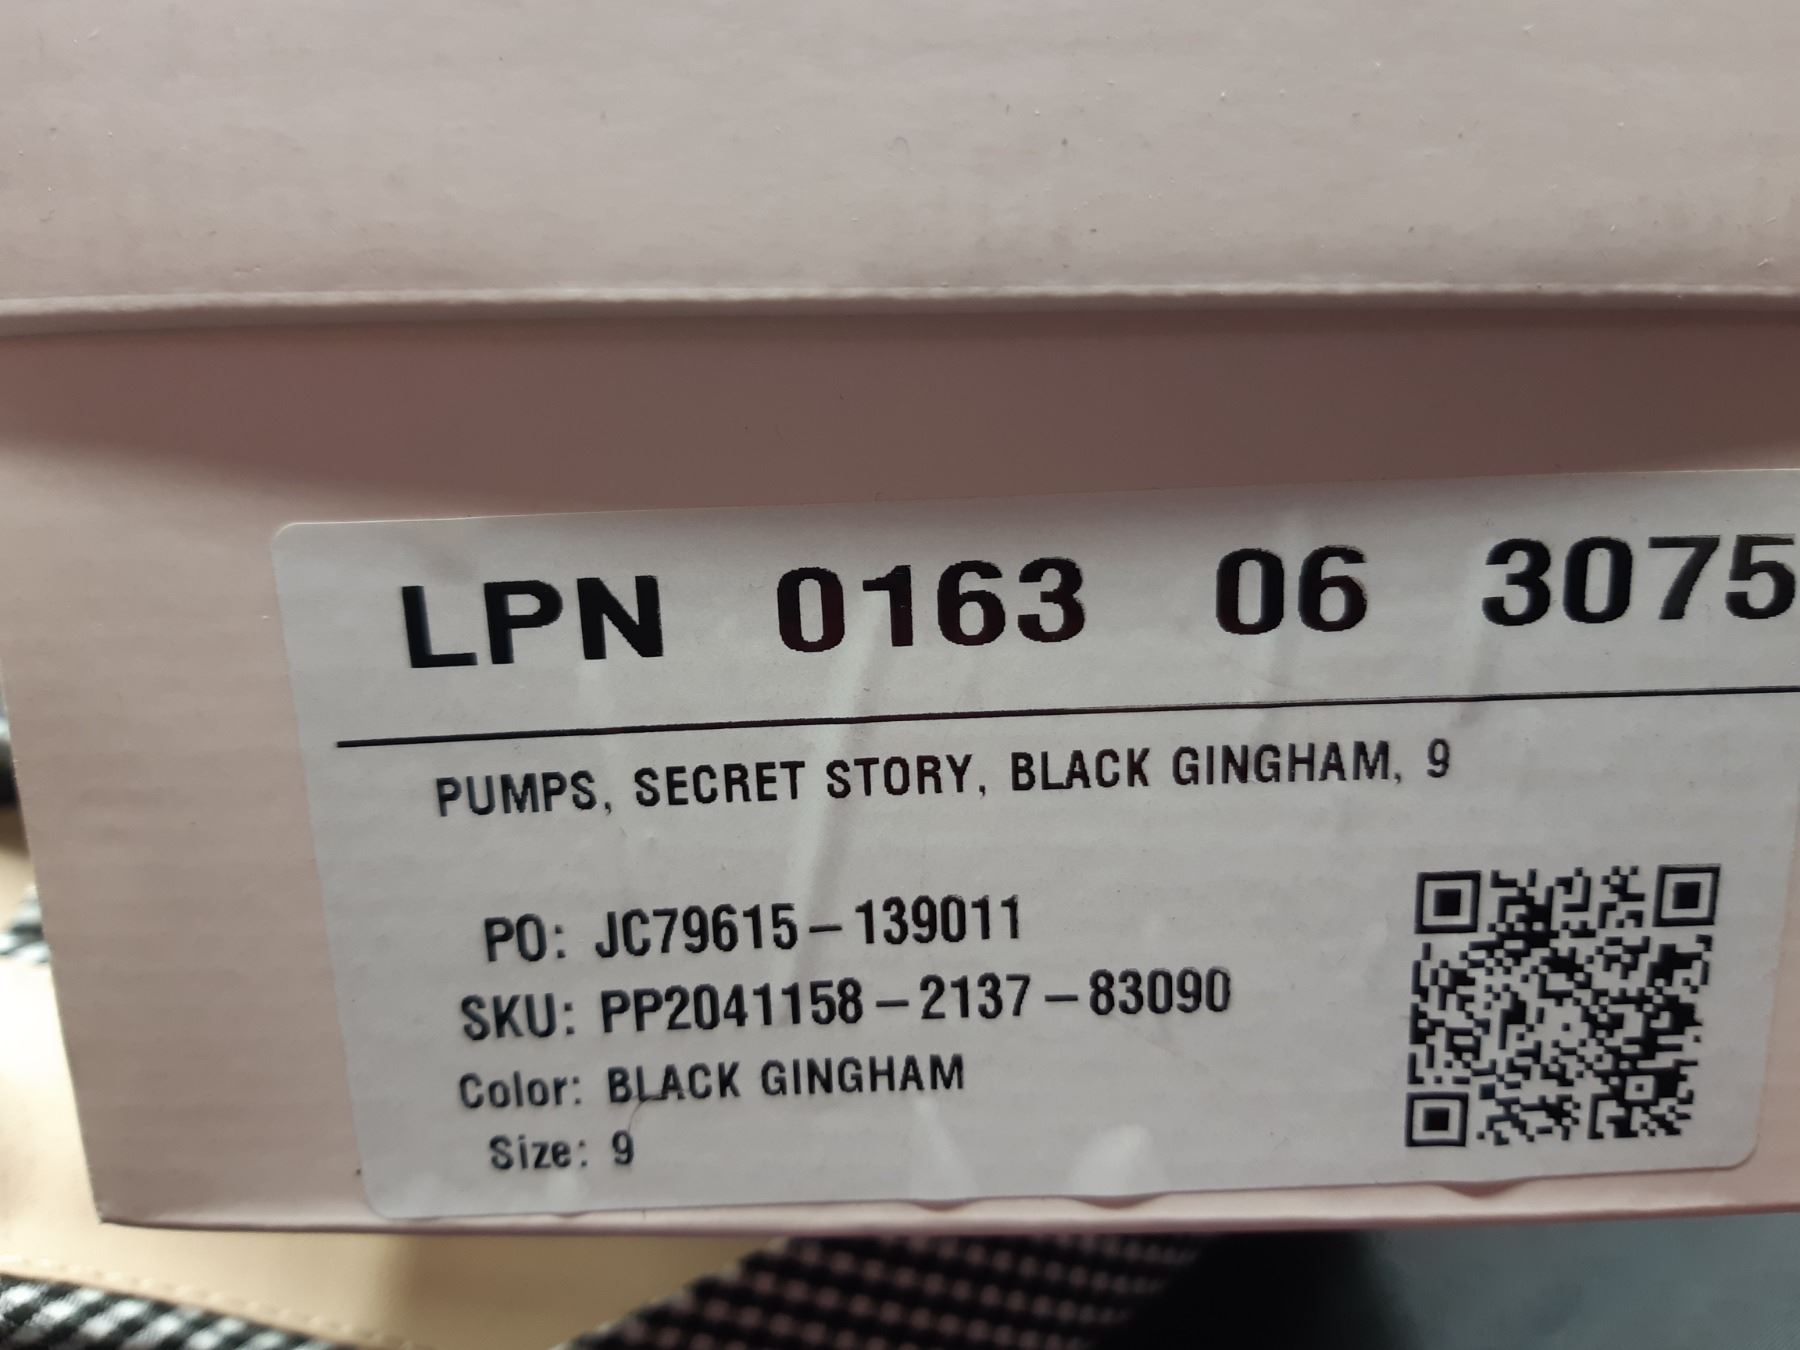 LPN 0163 06 3075
PUMPS, SECRET STORY, BLACK GINGHAM, 9
PO: JC79615-139011
SKU: PP2041158-2137-83090
Color: BLACK GINGHAM
Size: 9